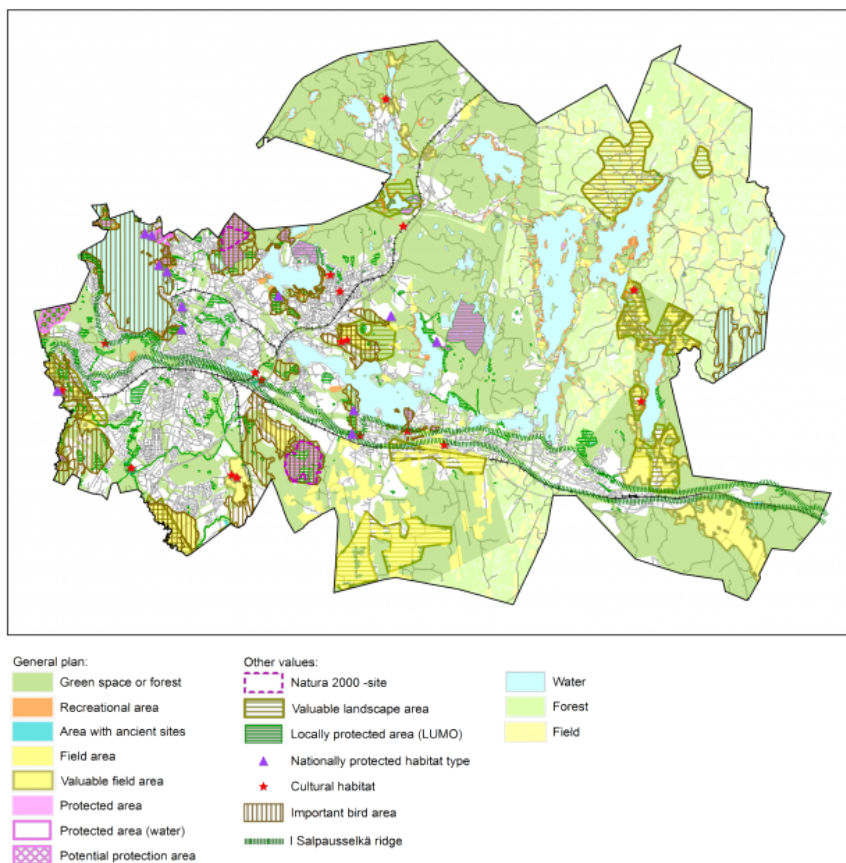 General plan:
Green space or forest
Recreational area
Area with ancient sites
Field area
Valuable field area
Protected area
Protected area (water)
Potential protection area
Other values:
Natura 2000 -site
Valuable landscape area
Locally protected area (LUMO)
Nationally protected habitat type
Cultural habitat
Important bird area
I Salpausselkä ridge
Water
Forest
Field